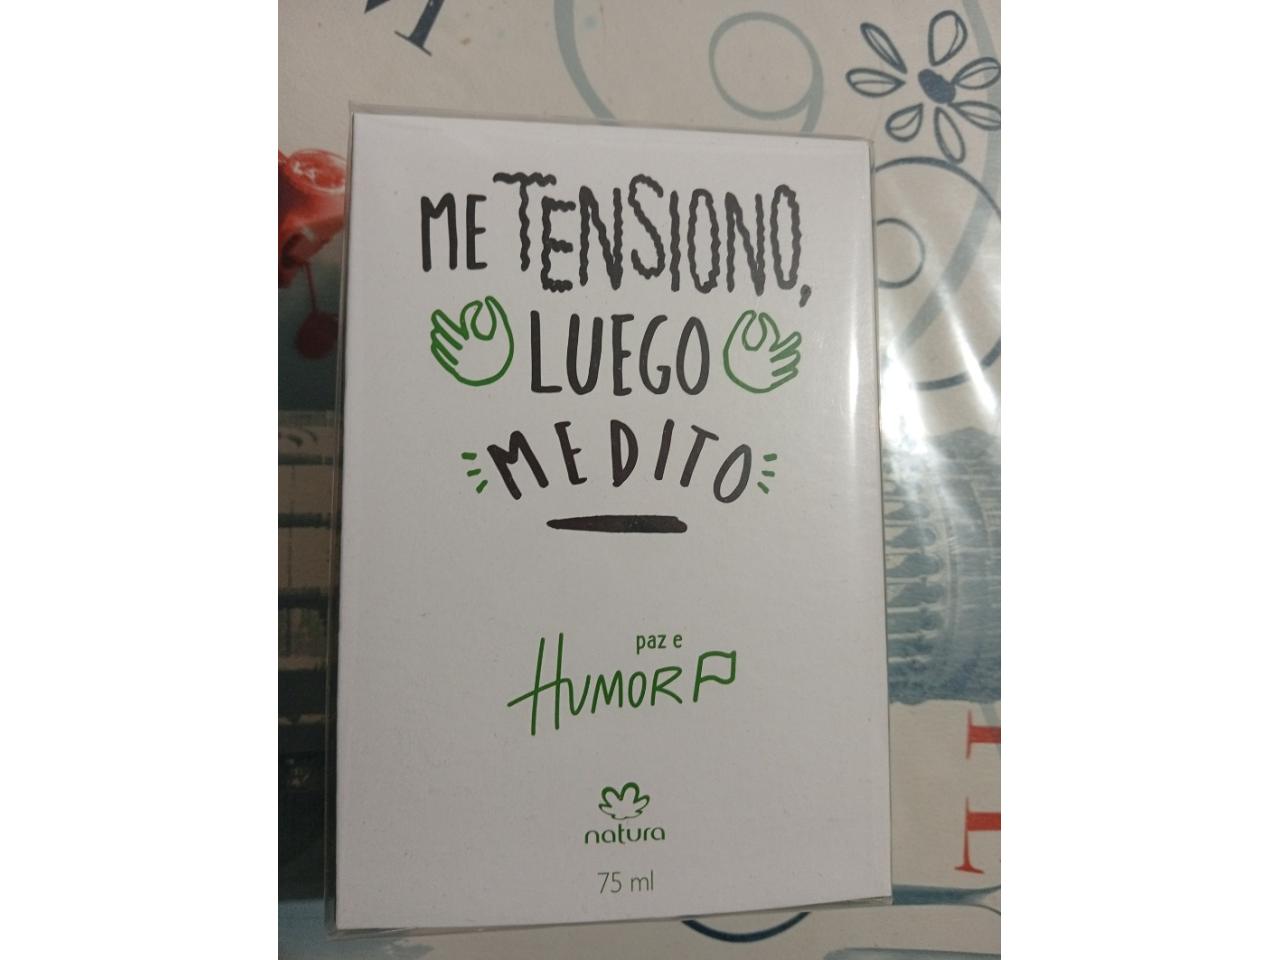 ME TENSIONO,
LUEGO
MEDITO
paz e
HUMOR
natura
75 ml